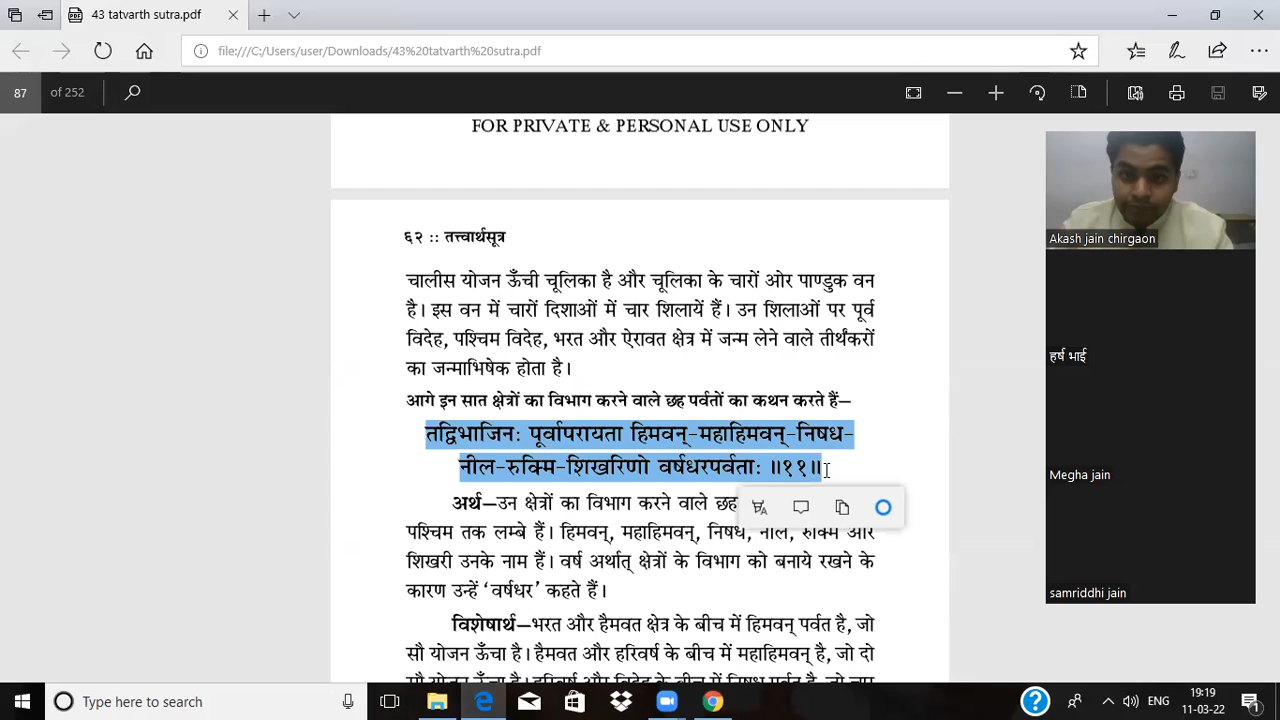 43 tatvarth sutra.pdf
file:///C:/Users/user/Downloads/43%20tatvarth%20sutra.pdf
87 of 252
FOR PRIVATE & PERSONAL USE ONLY
६२ :: तत्त्वार्थसूत्र
चालीस योजन ऊँची चूलिका है और चूलिका के चारों ओर पाण्डुक वन
है। इस वन में चारों दिशाओं में चार शिलायें हैं। उन शिलाओं पर पूर्व
विदेह, पश्चिम विदेह, भरत और ऐरावत क्षेत्र में जन्म लेने वाले तीर्थंकरों
का जन्माभिषेक होता है।
आगे इन सात क्षेत्रों का विभाग करने वाले छह पर्वतों का कथन करते हैं—
तद्विभाजिनः पूर्वापरायता हिमवन्-महाहिमवन्-निषध-
नील-रुक्मि-शिखरिणो वर्षधरपर्वताः ॥११॥
अर्थ—उन क्षेत्रों का विभाग करने वाले छह
पश्चिम तक लम्बे हैं। हिमवन्, महाहिमवन्, निषध, नील, रुक्मि और
शिखरी उनके नाम हैं। वर्ष अर्थात् क्षेत्रों के विभाग को बनाये रखने के
कारण उन्हें ‘वर्षधर’ कहते हैं।
विशेषार्थ—भरत और हैमवत क्षेत्र के बीच में हिमवन् पर्वत है, जो
सौ योजन ऊँचा है। हैमवत और हरिवर्ष के बीच में महाहिमवन् है, जो दो
Akash jain chirgaon
हर्ष भाई
Megha jain
samriddhi jain
Type here to search
ENG
19:19
11-03-22